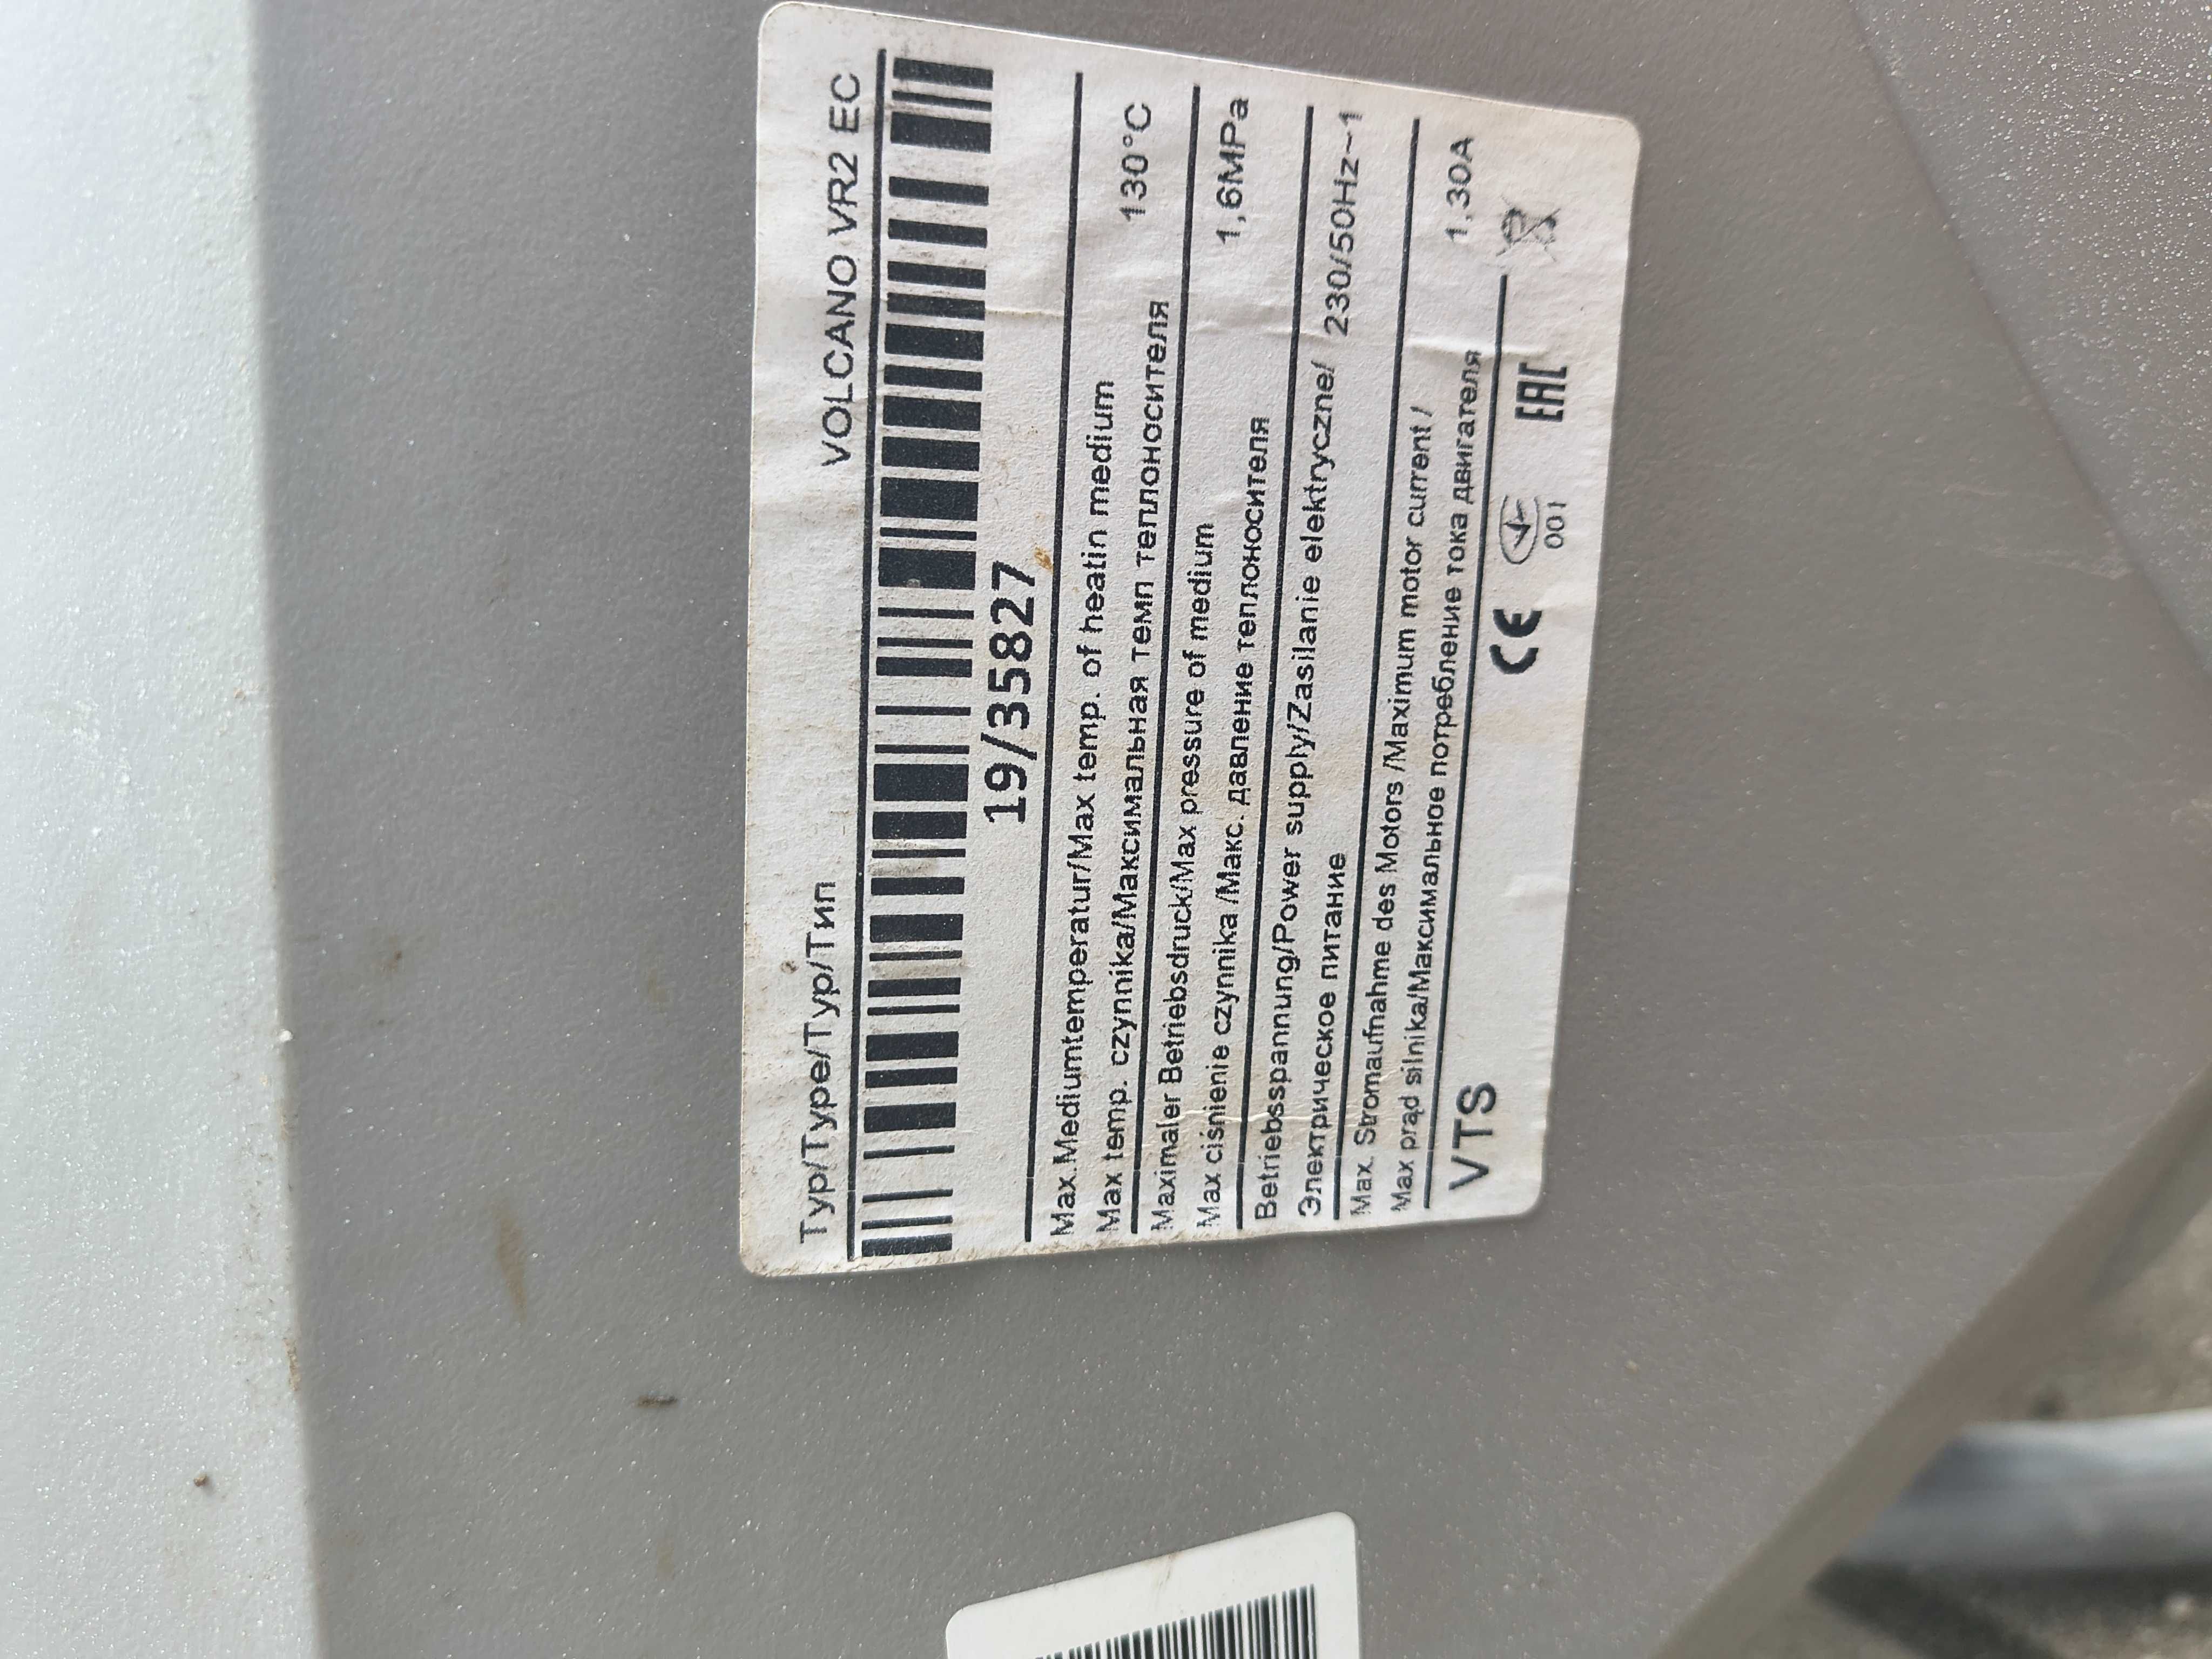 Typ/Type/Typ/Тип VOLCANO VR2 EC
19/35827
Max.Mediumtemperatur/Max temp. of heatin medium
Max temp. czynnika/Максимальная темп теплоносителя 130°C
Maximaler Betriebsdruck/Max pressure of medium
Max ciśnienie czynnika /Макс. давление теплоносителя 1,6MPa
Betriebsspannung/Power supply/Zasilanie elektryczne/
Электрическое питание 230/50Hz~1
Max. Stromaufnahme des Motors /Maximum motor current /
Max prąd silnika/Максимальное потребление тока двигателя 1,30A
VTS CE 001 EAC